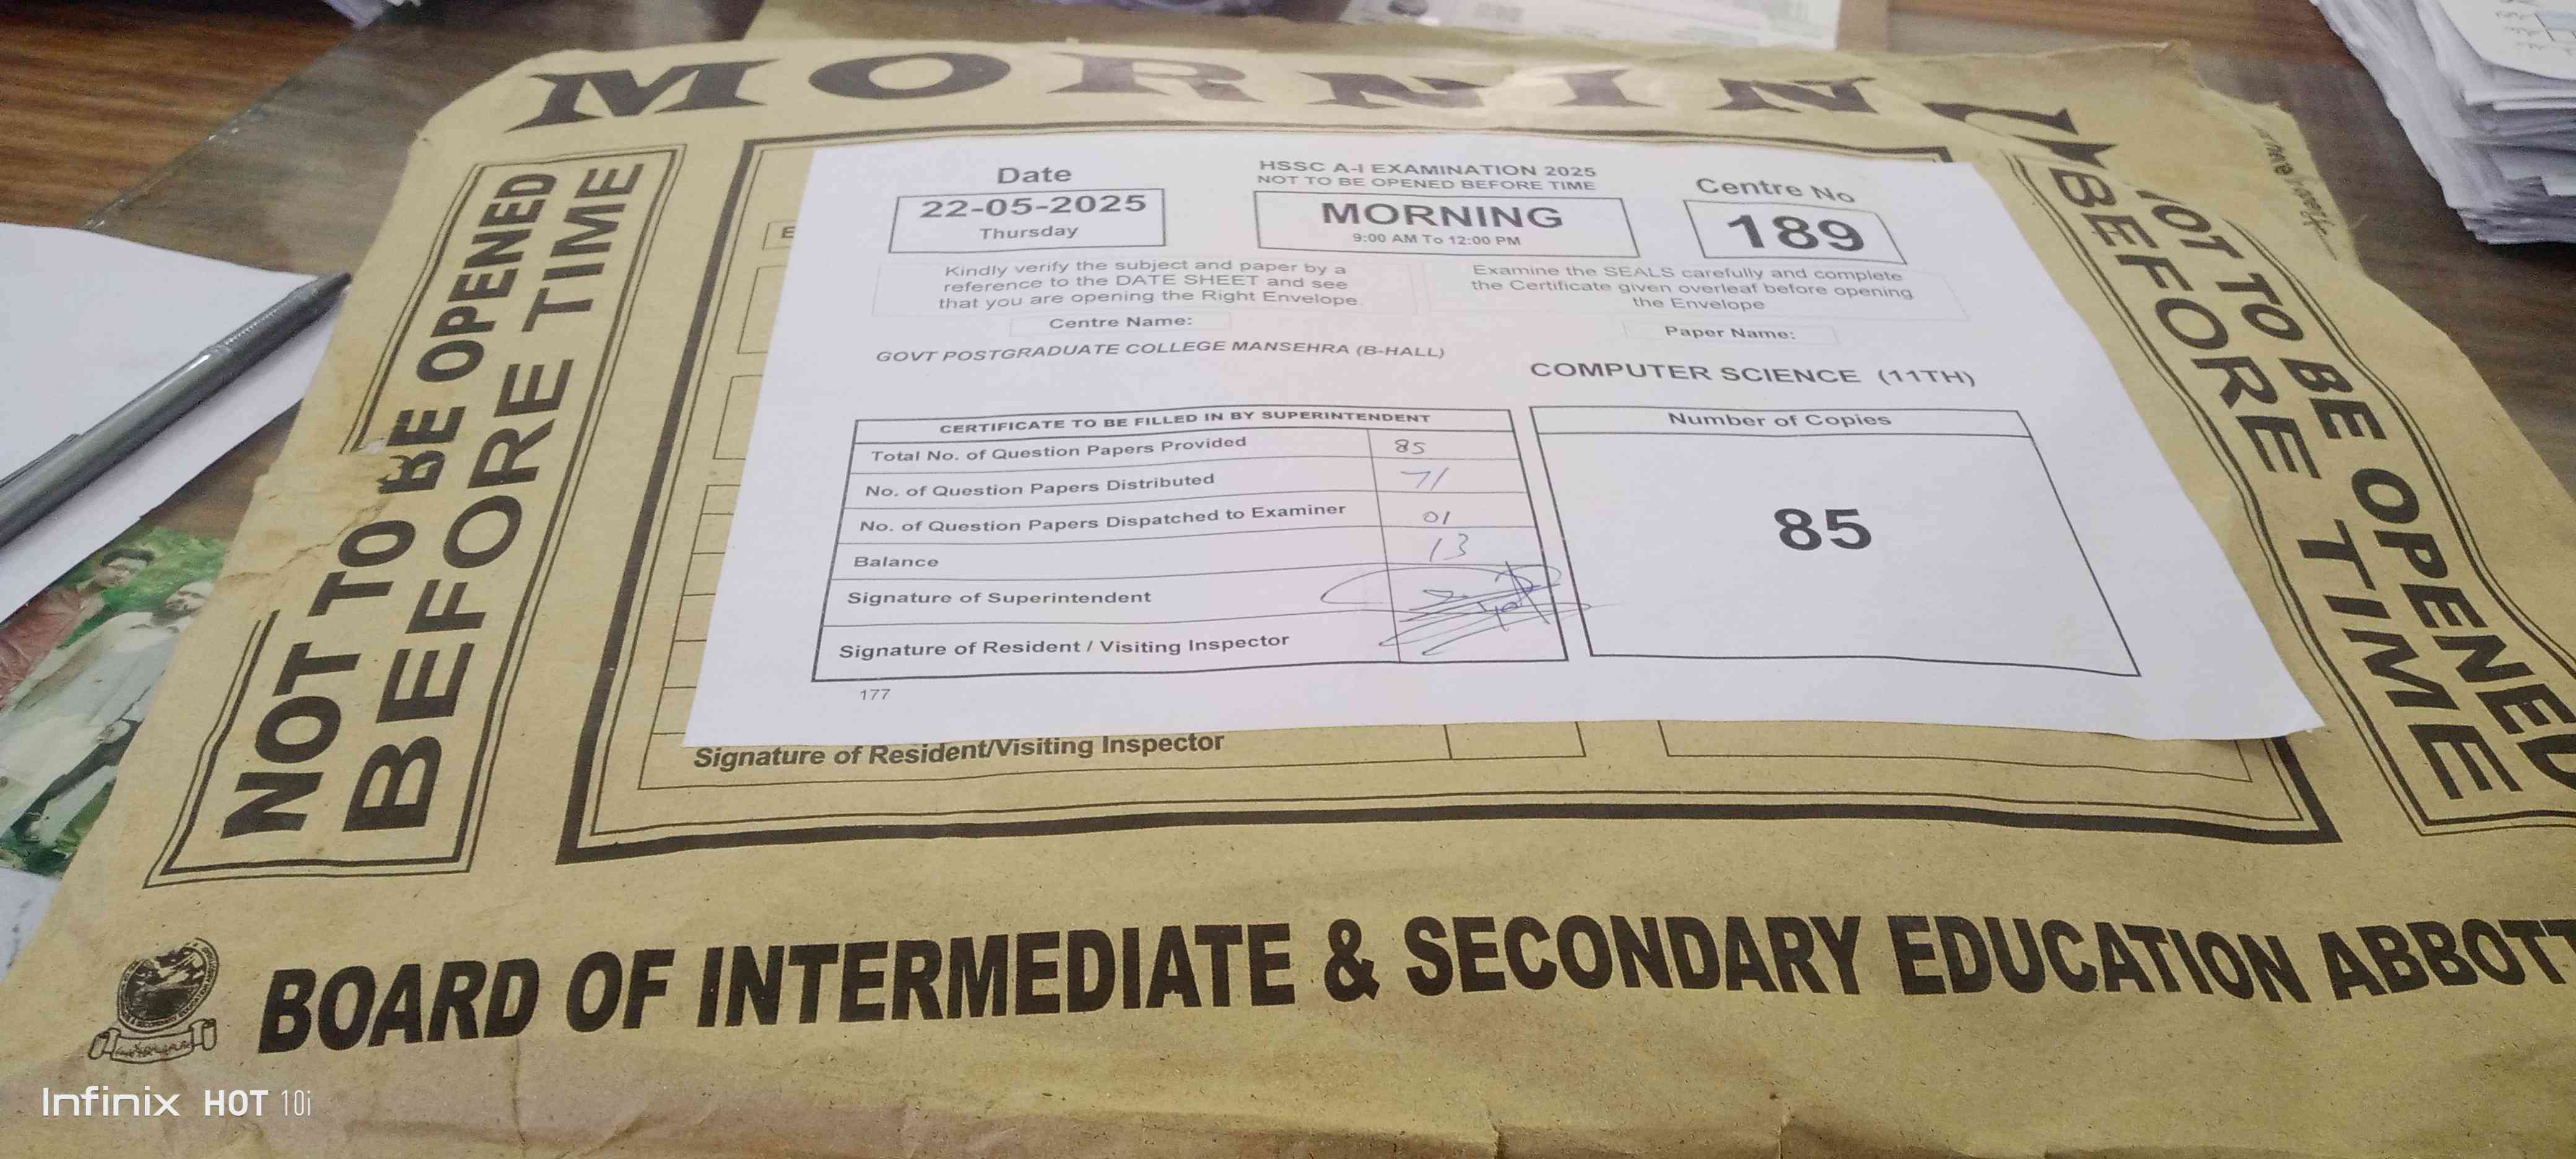 MORNING
NOT TO BE OPENED
BEFORE TIME
NOT TO BE OPENED
BEFORE TIME
Date
22-05-2025
Thursday
HSSC A-I EXAMINATION 2025
NOT TO BE OPENED BEFORE TIME
MORNING
9:00 AM To 12:00 PM
Centre No
189
Kindly verify the subject and paper by a
reference to the DATE SHEET and see
that you are opening the Right Envelope.
Examine the SEALS carefully and complete
the Certificate given overleaf before opening
the Envelope
Centre Name:
GOVT POSTGRADUATE COLLEGE MANSEHRA (B-HALL)
Paper Name:
COMPUTER SCIENCE (11TH)
CERTIFICATE TO BE FILLED IN BY SUPERINTENDENT
Total No. of Question Papers Provided 85
No. of Question Papers Distributed 71
No. of Question Papers Dispatched to Examiner 01
Balance 13
Signature of Superintendent
Signature of Resident / Visiting Inspector
Number of Copies
85
177
Signature of Resident/Visiting Inspector
BOARD OF INTERMEDIATE & SECONDARY EDUCATION ABBOTT
Infinix HOT 10i